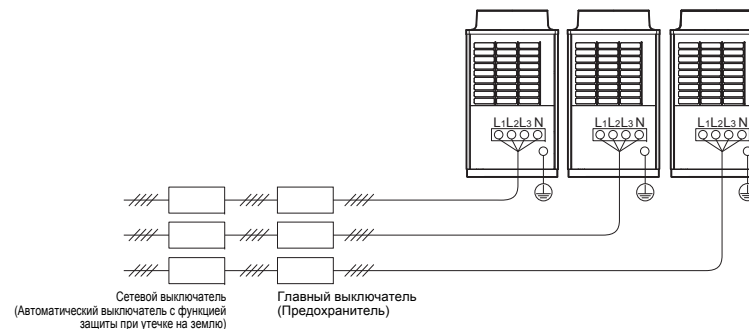 L1L2L3 N L1L2L3 N L1L2L3 N
Сетевой выключатель
(Автоматический выключатель с функцией
защиты при утечке на землю)
Главный выключатель
(Предохранитель)